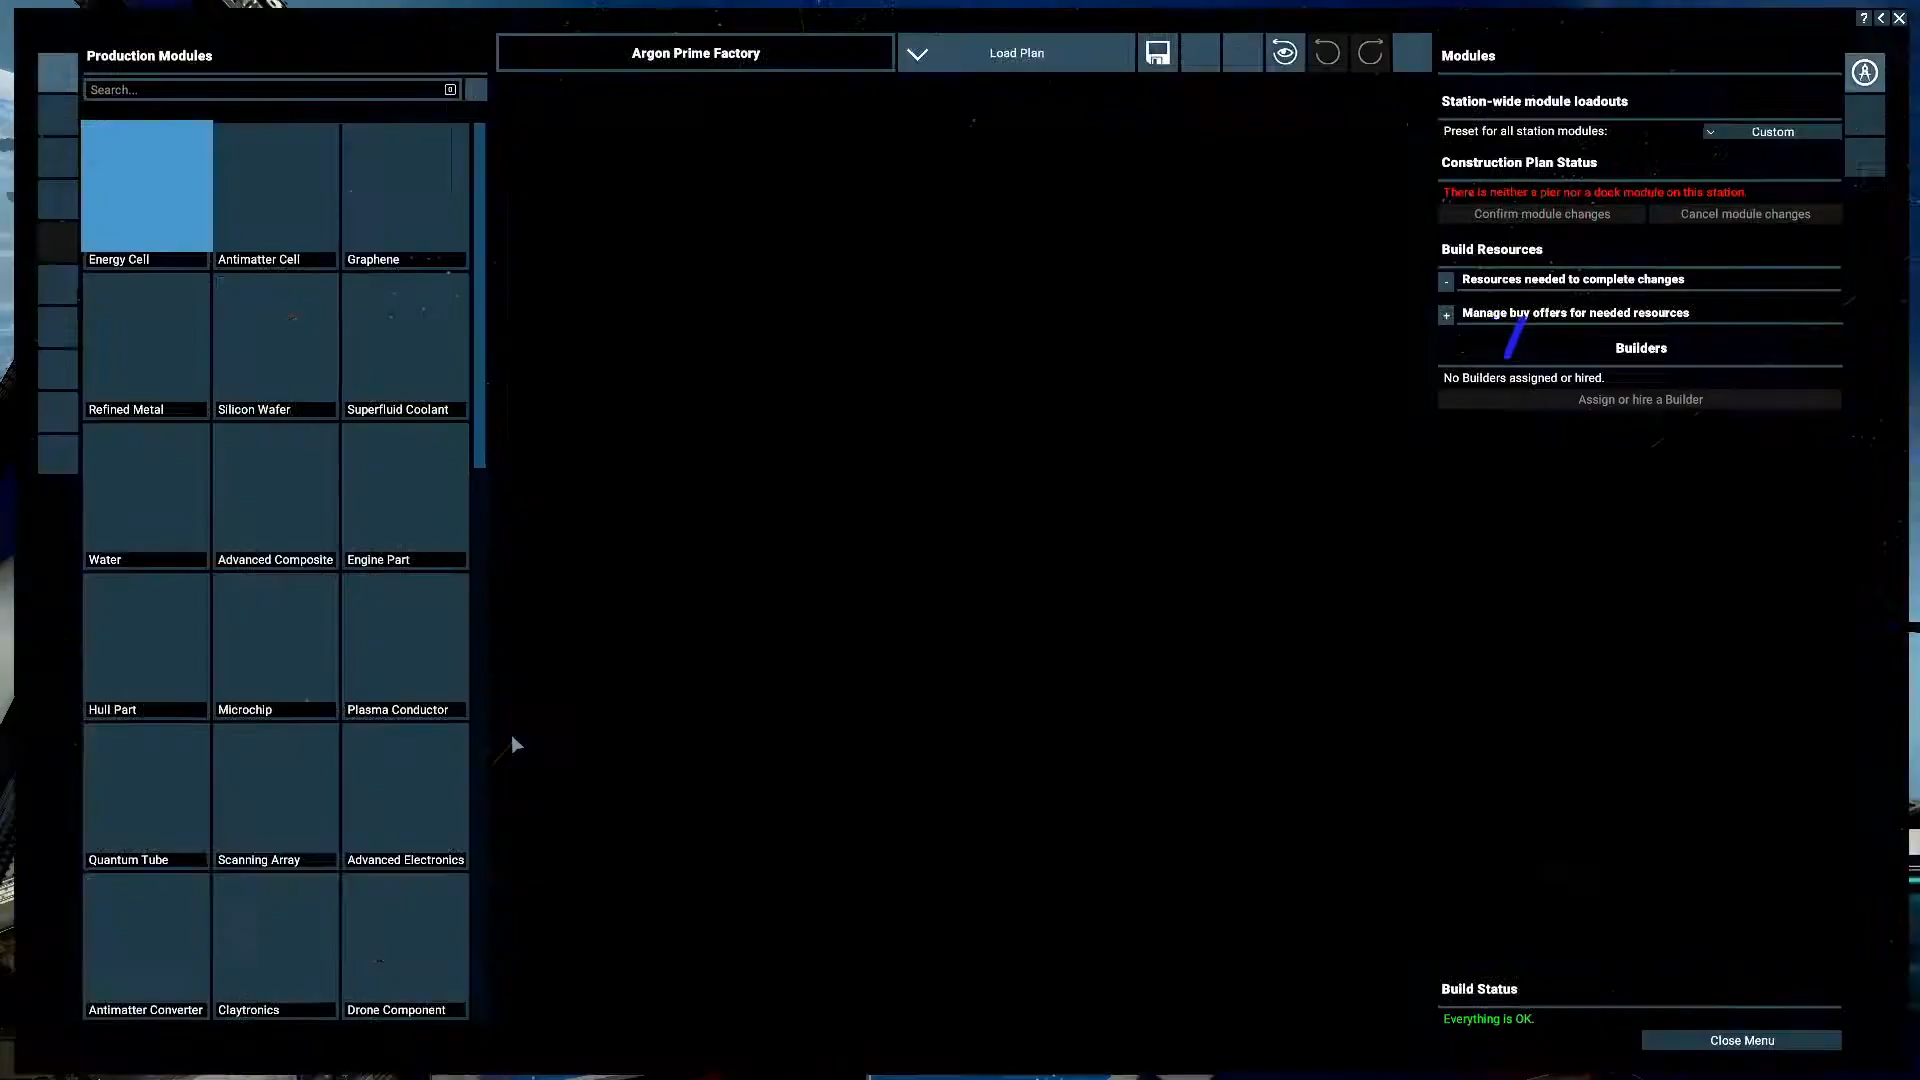 Production Modules
Search...
Energy Cell
Antimatter Cell
Graphene
Refined Metal
Silicon Wafer
Superfluid Coolant
Water
Advanced Composite
Engine Part
Hull Part
Microchip
Plasma Conductor
Quantum Tube
Scanning Array
Advanced Electronics
Antimatter Converter
Claytronics
Drone Component
Argon Prime Factory
Load Plan
?
Modules
Station-wide module loadouts
Preset for all station modules:
Custom
Construction Plan Status
There is neither a pier nor a dock module on this station.
Confirm module changes
Cancel module changes
Build Resources
- Resources needed to complete changes
+ Manage buy offers for needed resources
Builders
No Builders assigned or hired.
Assign or hire a Builder
Build Status
Everything is OK.
Close Menu